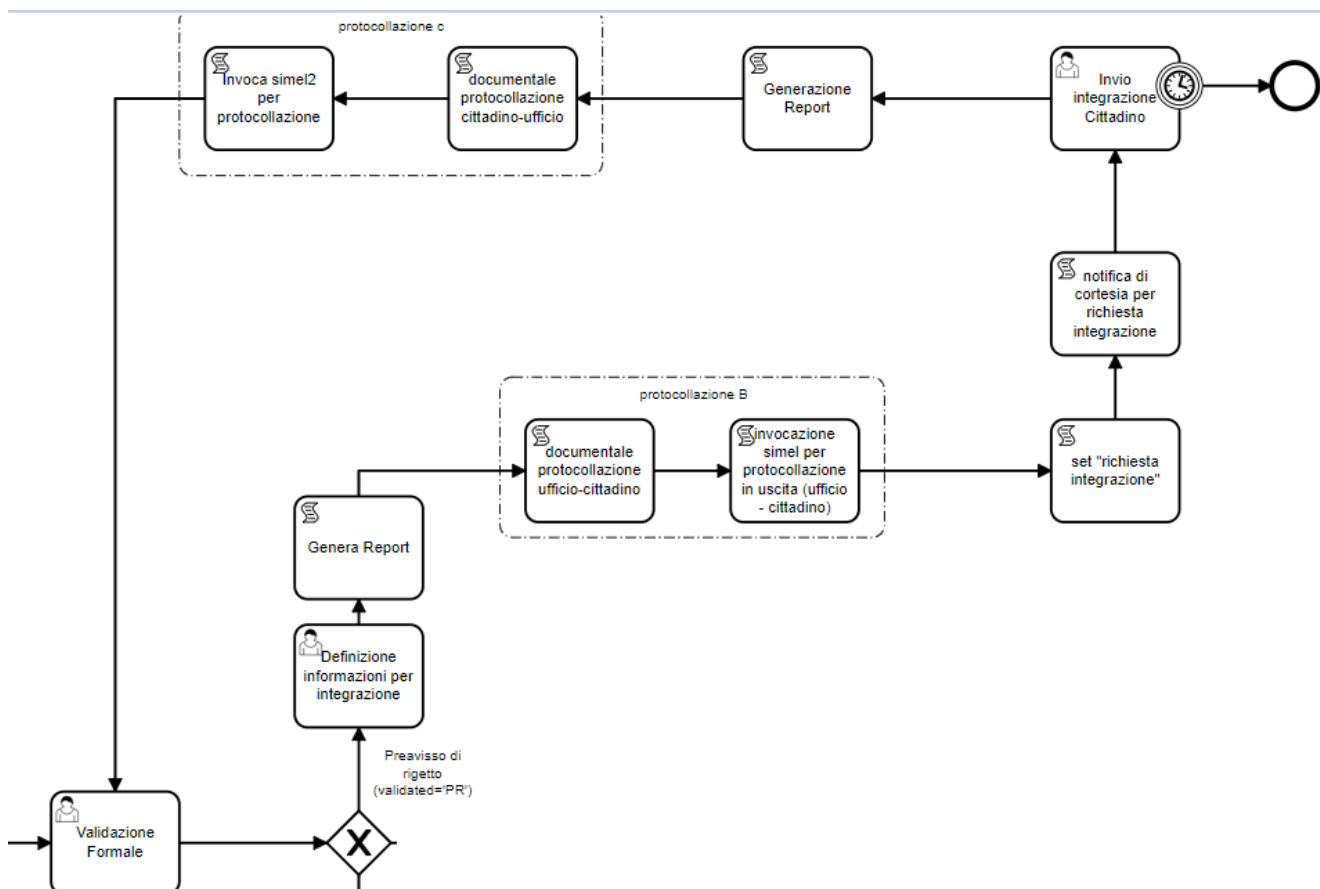 protocollazione c
Invoca simel2
per
protocollazione
documentale
protocollazione
cittadino-ufficio
Generazione
Report
Invio
integrazione
Cittadino
notifica di
cortesia per
richiesta
integrazione
protocollazione B
documentale
protocollazione
ufficio-cittadino
invocazione
simel per
protocollazione
in uscita (ufficio
- cittadino)
set "richiesta
integrazione"
Genera Report
Definizione
informazioni per
integrazione
Preavviso di
rigetto
(validated='PR')
Validazione
Formale